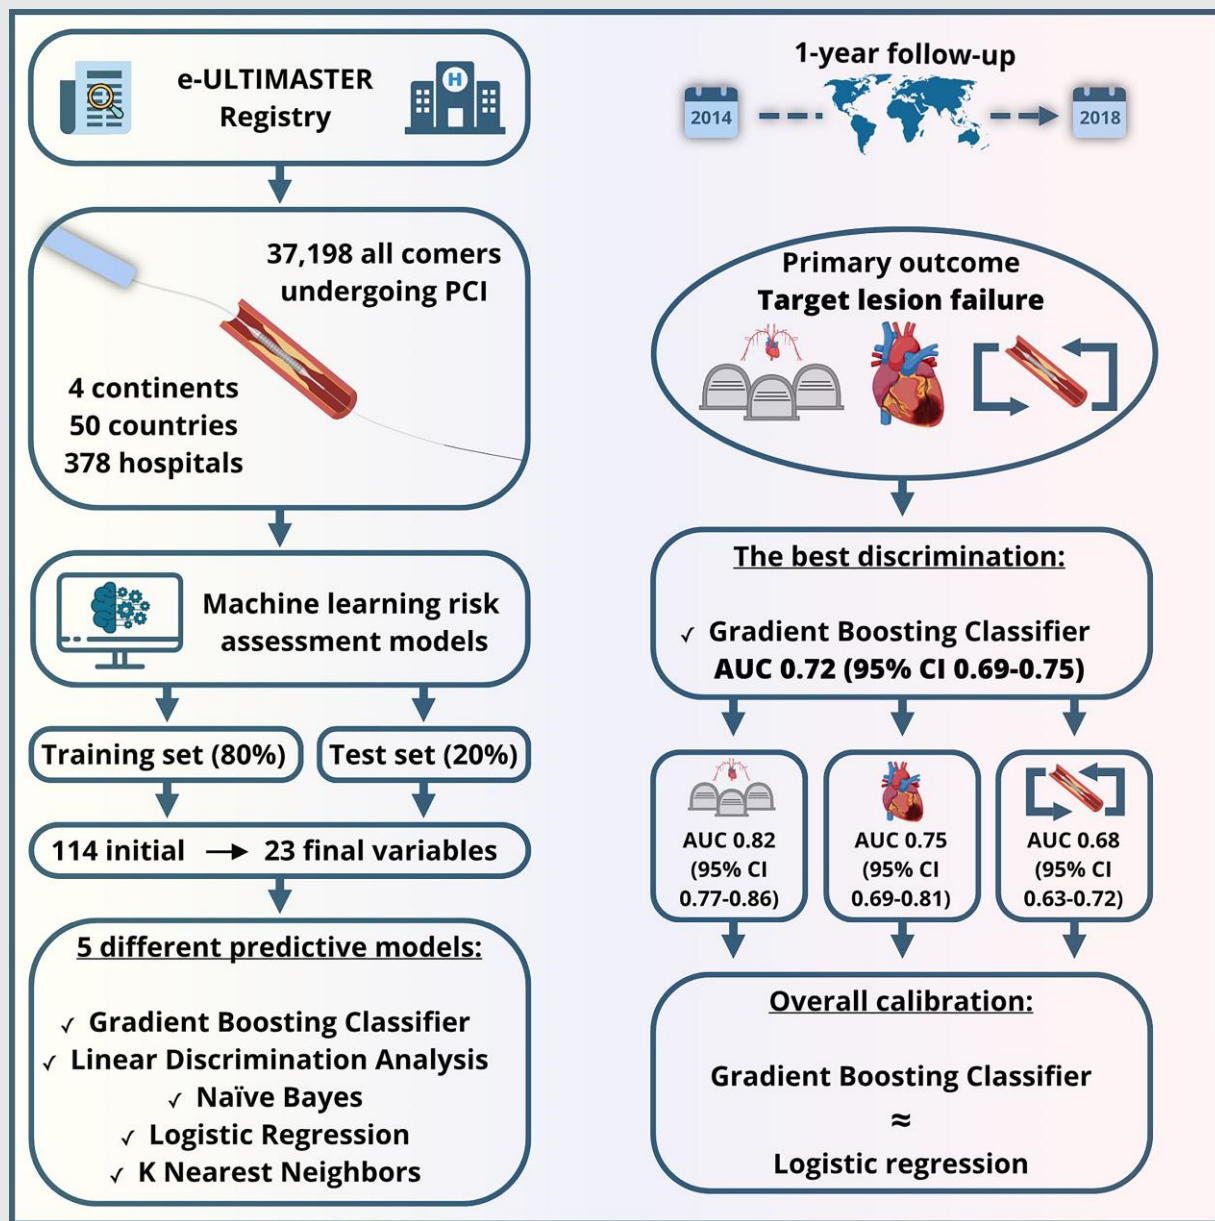 e-ULTIMASTER
Registry
H
37,198 all comers
undergoing PCI
4 continents
50 countries
378 hospitals
Machine learning risk
assessment models
Training set (80%)
Test set (20%)
114 initial → 23 final variables
5 different predictive models:
✓ Gradient Boosting Classifier
✓ Linear Discrimination Analysis
✓ Naïve Bayes
✓ Logistic Regression
✓ K Nearest Neighbors
1-year follow-up
2014
2018
Primary outcome
Target lesion failure
The best discrimination:
✓ Gradient Boosting Classifier
AUC 0.72 (95% CI 0.69-0.75)
AUC 0.82
(95% CI
0.77-0.86)
AUC 0.75
(95% CI
0.69-0.81)
AUC 0.68
(95% CI
0.63-0.72)
Overall calibration:
Gradient Boosting Classifier
≈
Logistic regression